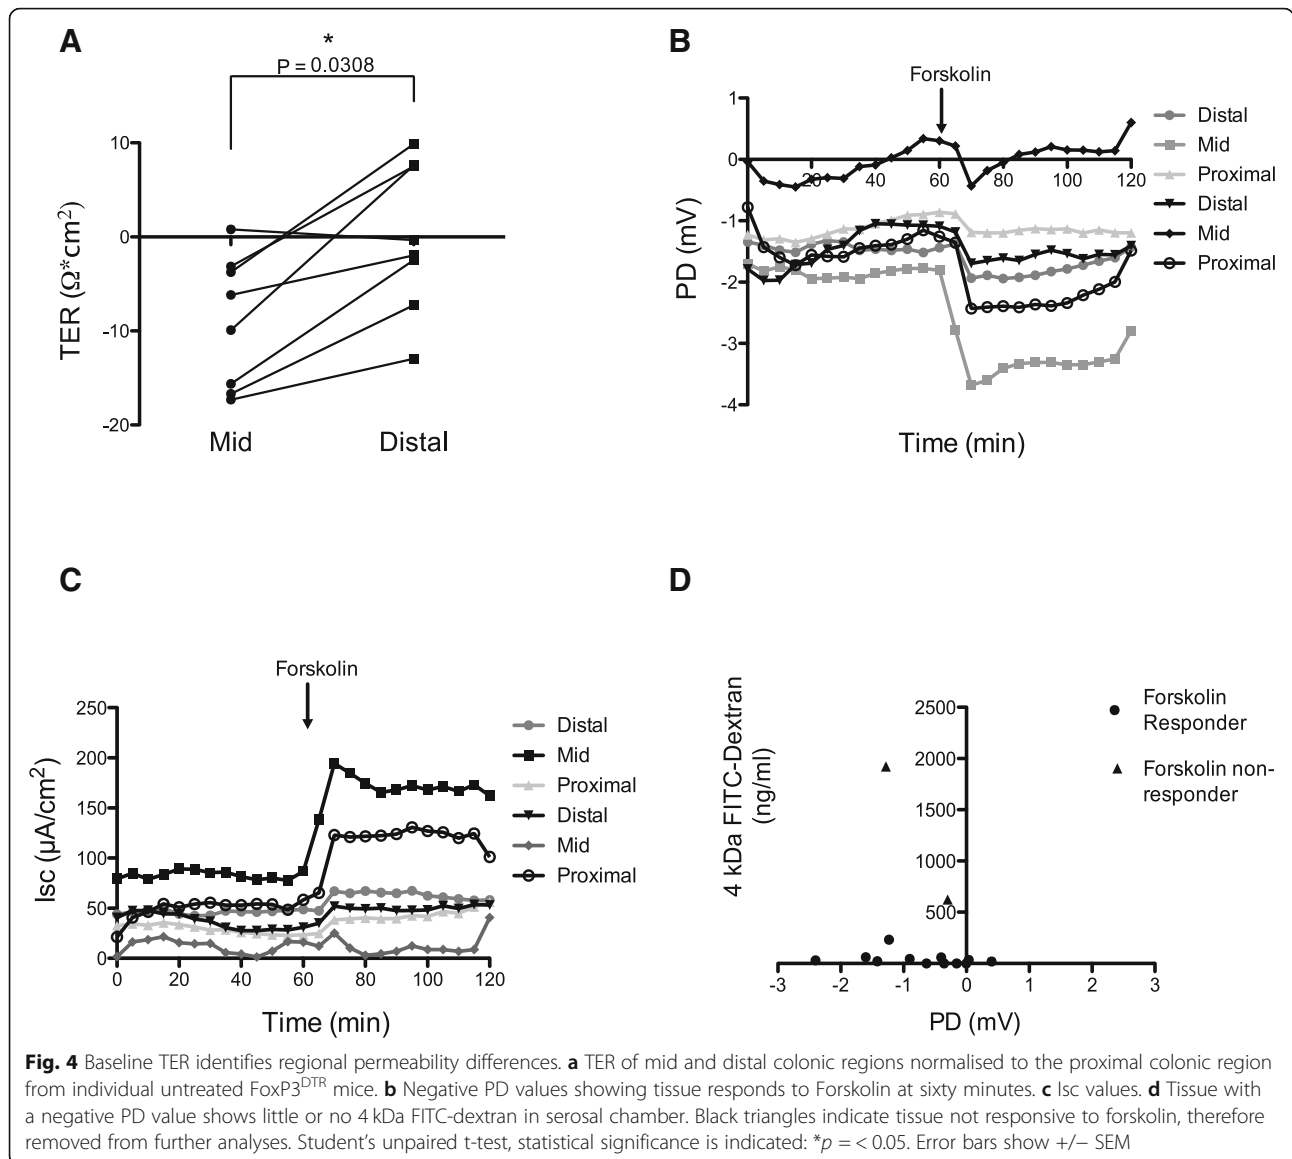 A
*
P = 0.0308
TER (Ω*cm²)
10
0
-10
-20
Mid
Distal
B
Forskolin
PD (mV)
1
0
-1
-2
-3
-4
20
40
60
80
100
120
Time (min)
Distal
Mid
Proximal
Distal
Mid
Proximal
C
Forskolin
Isc (µA/cm²)
250
200
150
100
50
0
0
20
40
60
80
100
120
Time (min)
Distal
Mid
Proximal
Distal
Mid
Proximal
D
4 kDa FITC-Dextran
(ng/ml)
2500
2000
1500
1000
500
-3
-2
-1
0
1
2
3
PD (mV)
Forskolin
Responder
Forskolin non-
responder
Fig. 4 Baseline TER identifies regional permeability differences. a TER of mid and distal colonic regions normalised to the proximal colonic region
from individual untreated FoxP3ᴰᵀᴿ mice. b Negative PD values showing tissue responds to Forskolin at sixty minutes. c Isc values. d Tissue with
a negative PD value shows little or no 4 kDa FITC-dextran in serosal chamber. Black triangles indicate tissue not responsive to forskolin, therefore
removed from further analyses. Student’s unpaired t-test, statistical significance is indicated: *p = < 0.05. Error bars show +/− SEM